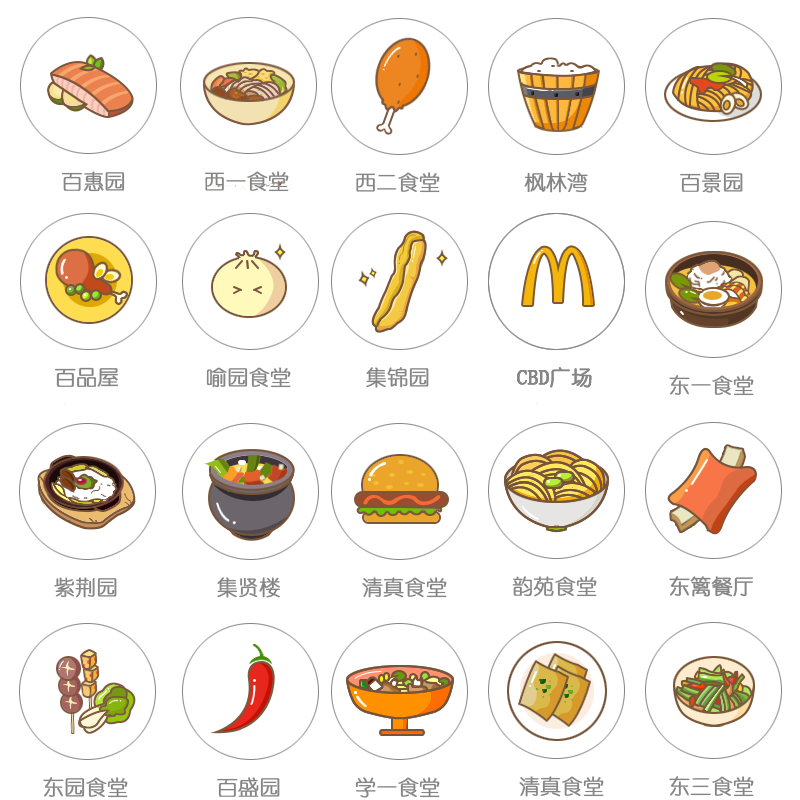 百惠园 西一食堂 西二食堂 枫林湾 百景园
百品屋 喻园食堂 集锦园 CBD广场 东一食堂
紫荆园 集贤楼 清真食堂 韵苑食堂 东篱餐厅
东园食堂 百盛园 学一食堂 清真食堂 东三食堂